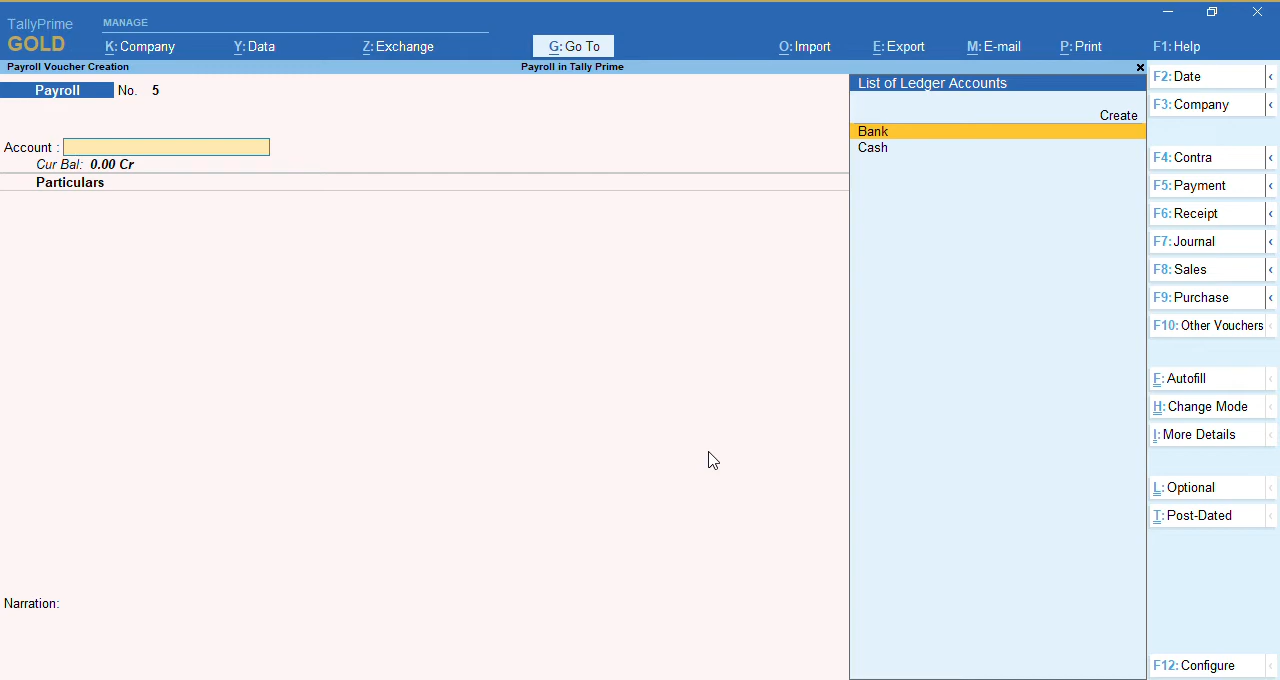 TallyPrime
GOLD
MANAGE
K: Company
Y: Data
Z: Exchange
G: Go To
O: Import
E: Export
M: E-mail
P: Print
F1: Help
Payroll Voucher Creation
Payroll in Tally Prime
Payroll
No. 5
Account :
Cur Bal: 0.00 Cr
Particulars
Narration:
List of Ledger Accounts
Create
Bank
Cash
F2: Date
F3: Company
F4: Contra
F5: Payment
F6: Receipt
F7: Journal
F8: Sales
F9: Purchase
F10: Other Vouchers
F: Autofill
H: Change Mode
I: More Details
L: Optional
T: Post-Dated
F12: Configure